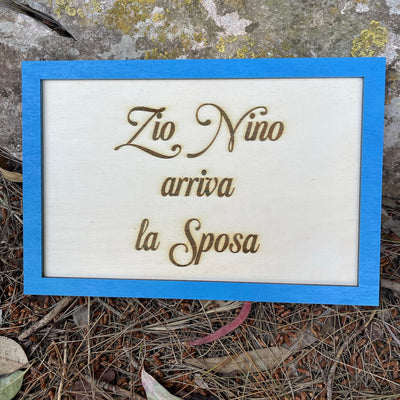 Zio Nino
arriva
la Sposa